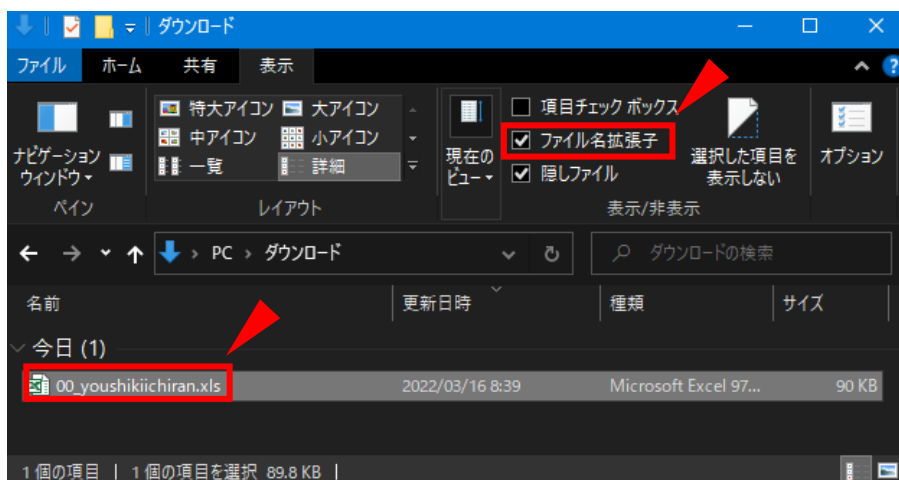 ダウンロード
ファイル ホーム 共有 表示
特大アイコン 大アイコン
中アイコン 小アイコン
一覧 詳細
ナビゲーション
ウィンドウ
現在の
ビュー
項目チェック ボックス
ファイル名拡張子
隠しファイル
選択した項目を
表示しない
オプション
ペイン レイアウト 表示/非表示
PC › ダウンロード
ダウンロードの検索
名前 更新日時 種類 サイズ
今日 (1)
00_youshikiichiran.xls 2022/03/16 8:39 Microsoft Excel 97... 90 KB
1 個の項目 | 1 個の項目を選択 89.8 KB |